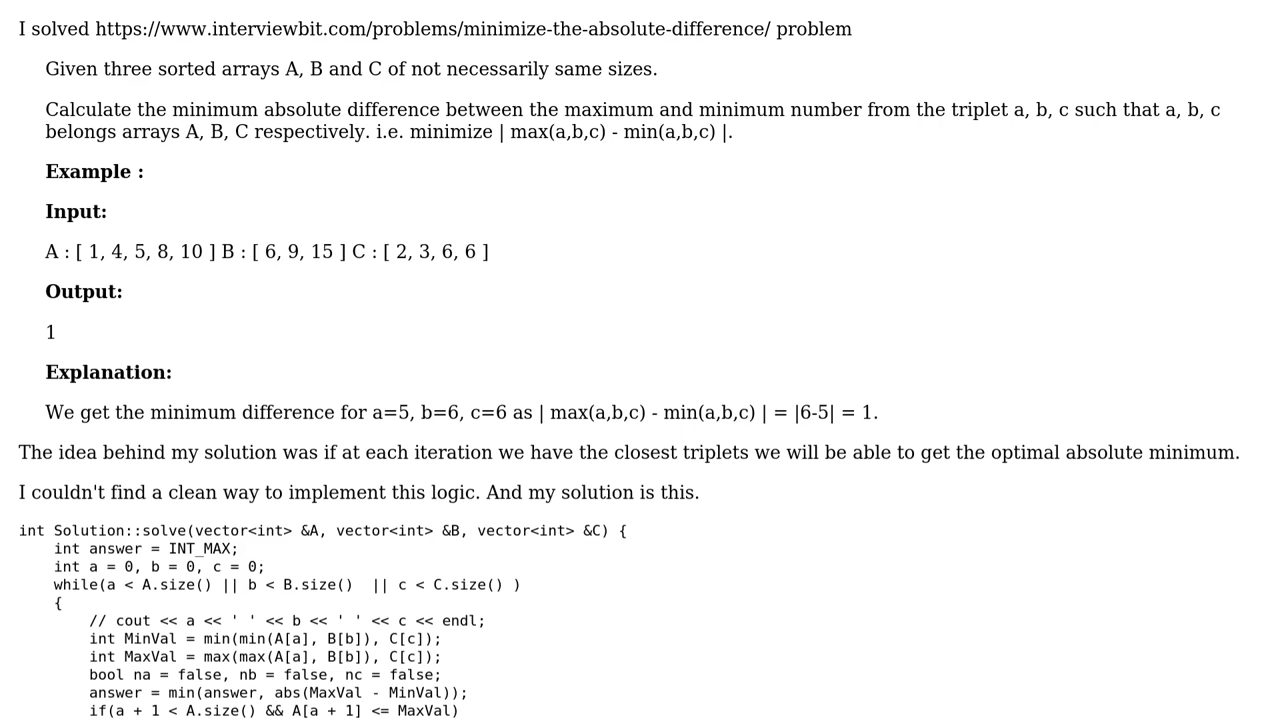 I solved https://www.interviewbit.com/problems/minimize-the-absolute-difference/ problem
Given three sorted arrays A, B and C of not necessarily same sizes.
Calculate the minimum absolute difference between the maximum and minimum number from the triplet a, b, c such that a, b, c
belongs arrays A, B, C respectively. i.e. minimize | max(a,b,c) - min(a,b,c) |.
Example :
Input:
A : [ 1, 4, 5, 8, 10 ] B : [ 6, 9, 15 ] C : [ 2, 3, 6, 6 ]
Output:
1
Explanation:
We get the minimum difference for a=5, b=6, c=6 as | max(a,b,c) - min(a,b,c) | = |6-5| = 1.
The idea behind my solution was if at each iteration we have the closest triplets we will be able to get the optimal absolute minimum.
I couldn't find a clean way to implement this logic. And my solution is this.
int Solution::solve(vector<int> &A, vector<int> &B, vector<int> &C) {
    int answer = INT_MAX;
    int a = 0, b = 0, c = 0;
    while(a < A.size() || b < B.size()  || c < C.size() )
    {
        // cout << a << ' ' << b << ' ' << c << endl;
        int MinVal = min(min(A[a], B[b]), C[c]);
        int MaxVal = max(max(A[a], B[b]), C[c]);
        bool na = false, nb = false, nc = false;
        answer = min(answer, abs(MaxVal - MinVal));
        if(a + 1 < A.size() && A[a + 1] <= MaxVal)